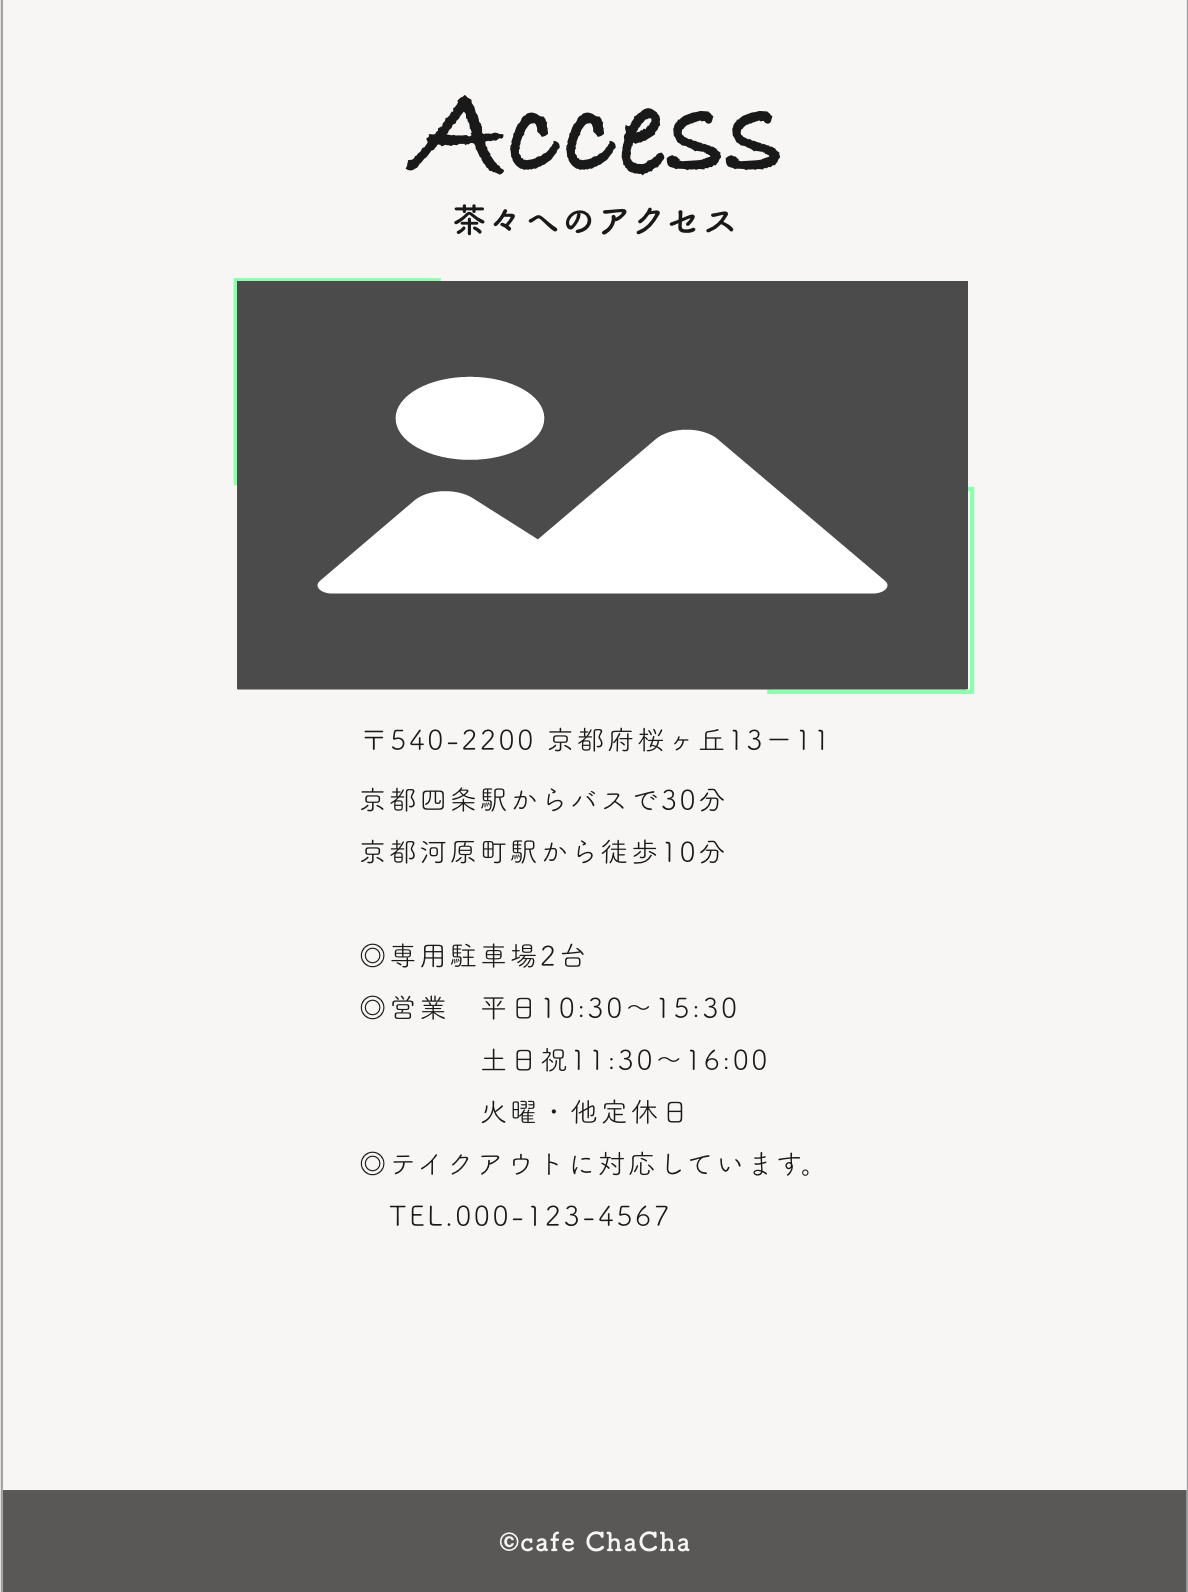 Access
茶々へのアクセス
〒540-2200 京都府桜ヶ丘13ー11
京都四条駅からバスで30分
京都河原町駅から徒歩10分
◎専用駐車場2台
◎営業　平日10:30〜15:30
土日祝11:30〜16:00
火曜・他定休日
◎テイクアウトに対応しています。
TEL.000-123-4567
©cafe ChaCha